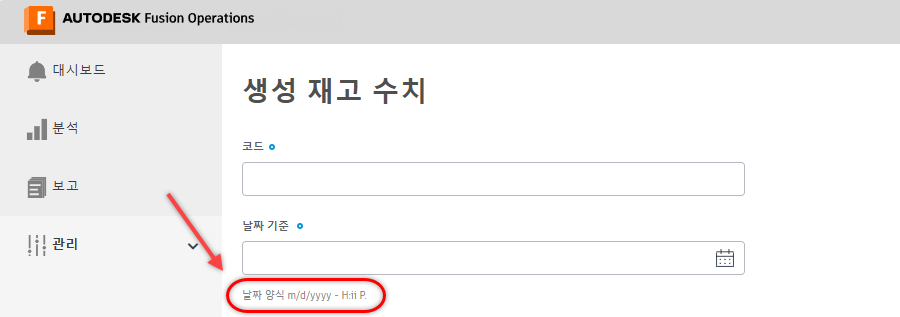 AUTODESK Fusion Operations
대시보드
분석
보고
관리
생성 재고 수치
코드
날짜 기준
날짜 양식 m/d/yyyy - H:ii P.